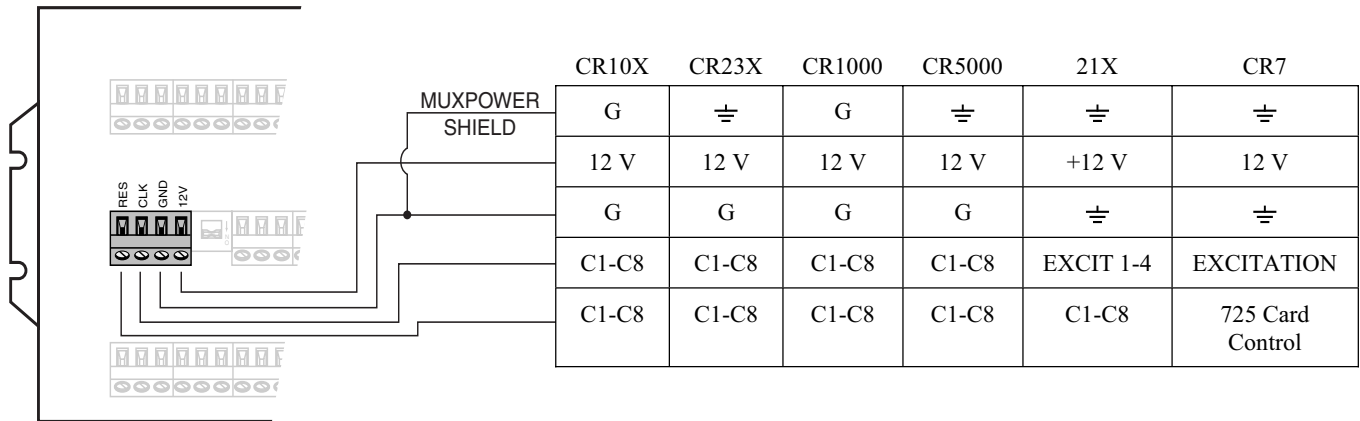 CR10X CR23X CR1000 CR5000 21X CR7
MUXPOWER
SHIELD
G ⏚ G ⏚ ⏚ ⏚
12 V 12 V 12 V 12 V +12 V 12 V
G G G G ⏚ ⏚
RES CLK GND 12V
C1-C8 C1-C8 C1-C8 C1-C8 EXCIT 1-4 EXCITATION
C1-C8 C1-C8 C1-C8 C1-C8 C1-C8 725 Card
Control